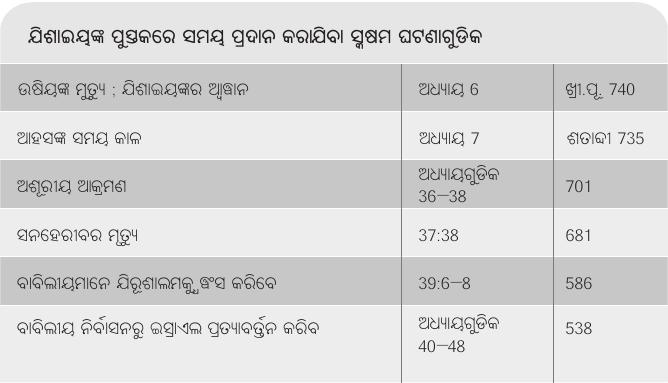 ଯିଶାଇୟଙ୍କ ପୁସ୍ତକରେ ସମୟ ପ୍ରଦାନ କରାଯିବା ସ୍କକ୍ଷମ ଘଟଣାଗୁଡିକ
ଉଷିୟଙ୍କ ମୃତ୍ୟୁ ; ଯିଶାଇୟଙ୍କର ଆହ୍ୱାନ ଅଧ୍ୟାୟ 6 ଖ୍ରୀ.ପୂ. 740
ଆହସଙ୍କ ସମୟ କାଳ ଅଧ୍ୟାୟ 7 ଶତାବ୍ଦୀ 735
ଅଶୂରୀୟ ଆକ୍ରମଣ ଅଧ୍ୟାୟଗୁଡିକ 701
36–38
ସନହେରୀବର ମୃତ୍ୟୁ 37:38 681
ବାବିଲୀୟମାନେ ଯିରୂଶାଲମକୁ ଧ୍ୱଂସ କରିବେ 39:6–8 586
ବାବିଲୀୟ ନିର୍ବାସନରୁ ଇସ୍ରାଏଲ ପ୍ରତ୍ୟାବର୍ତ୍ତନ କରିବ ଅଧ୍ୟାୟଗୁଡିକ 538
40–48